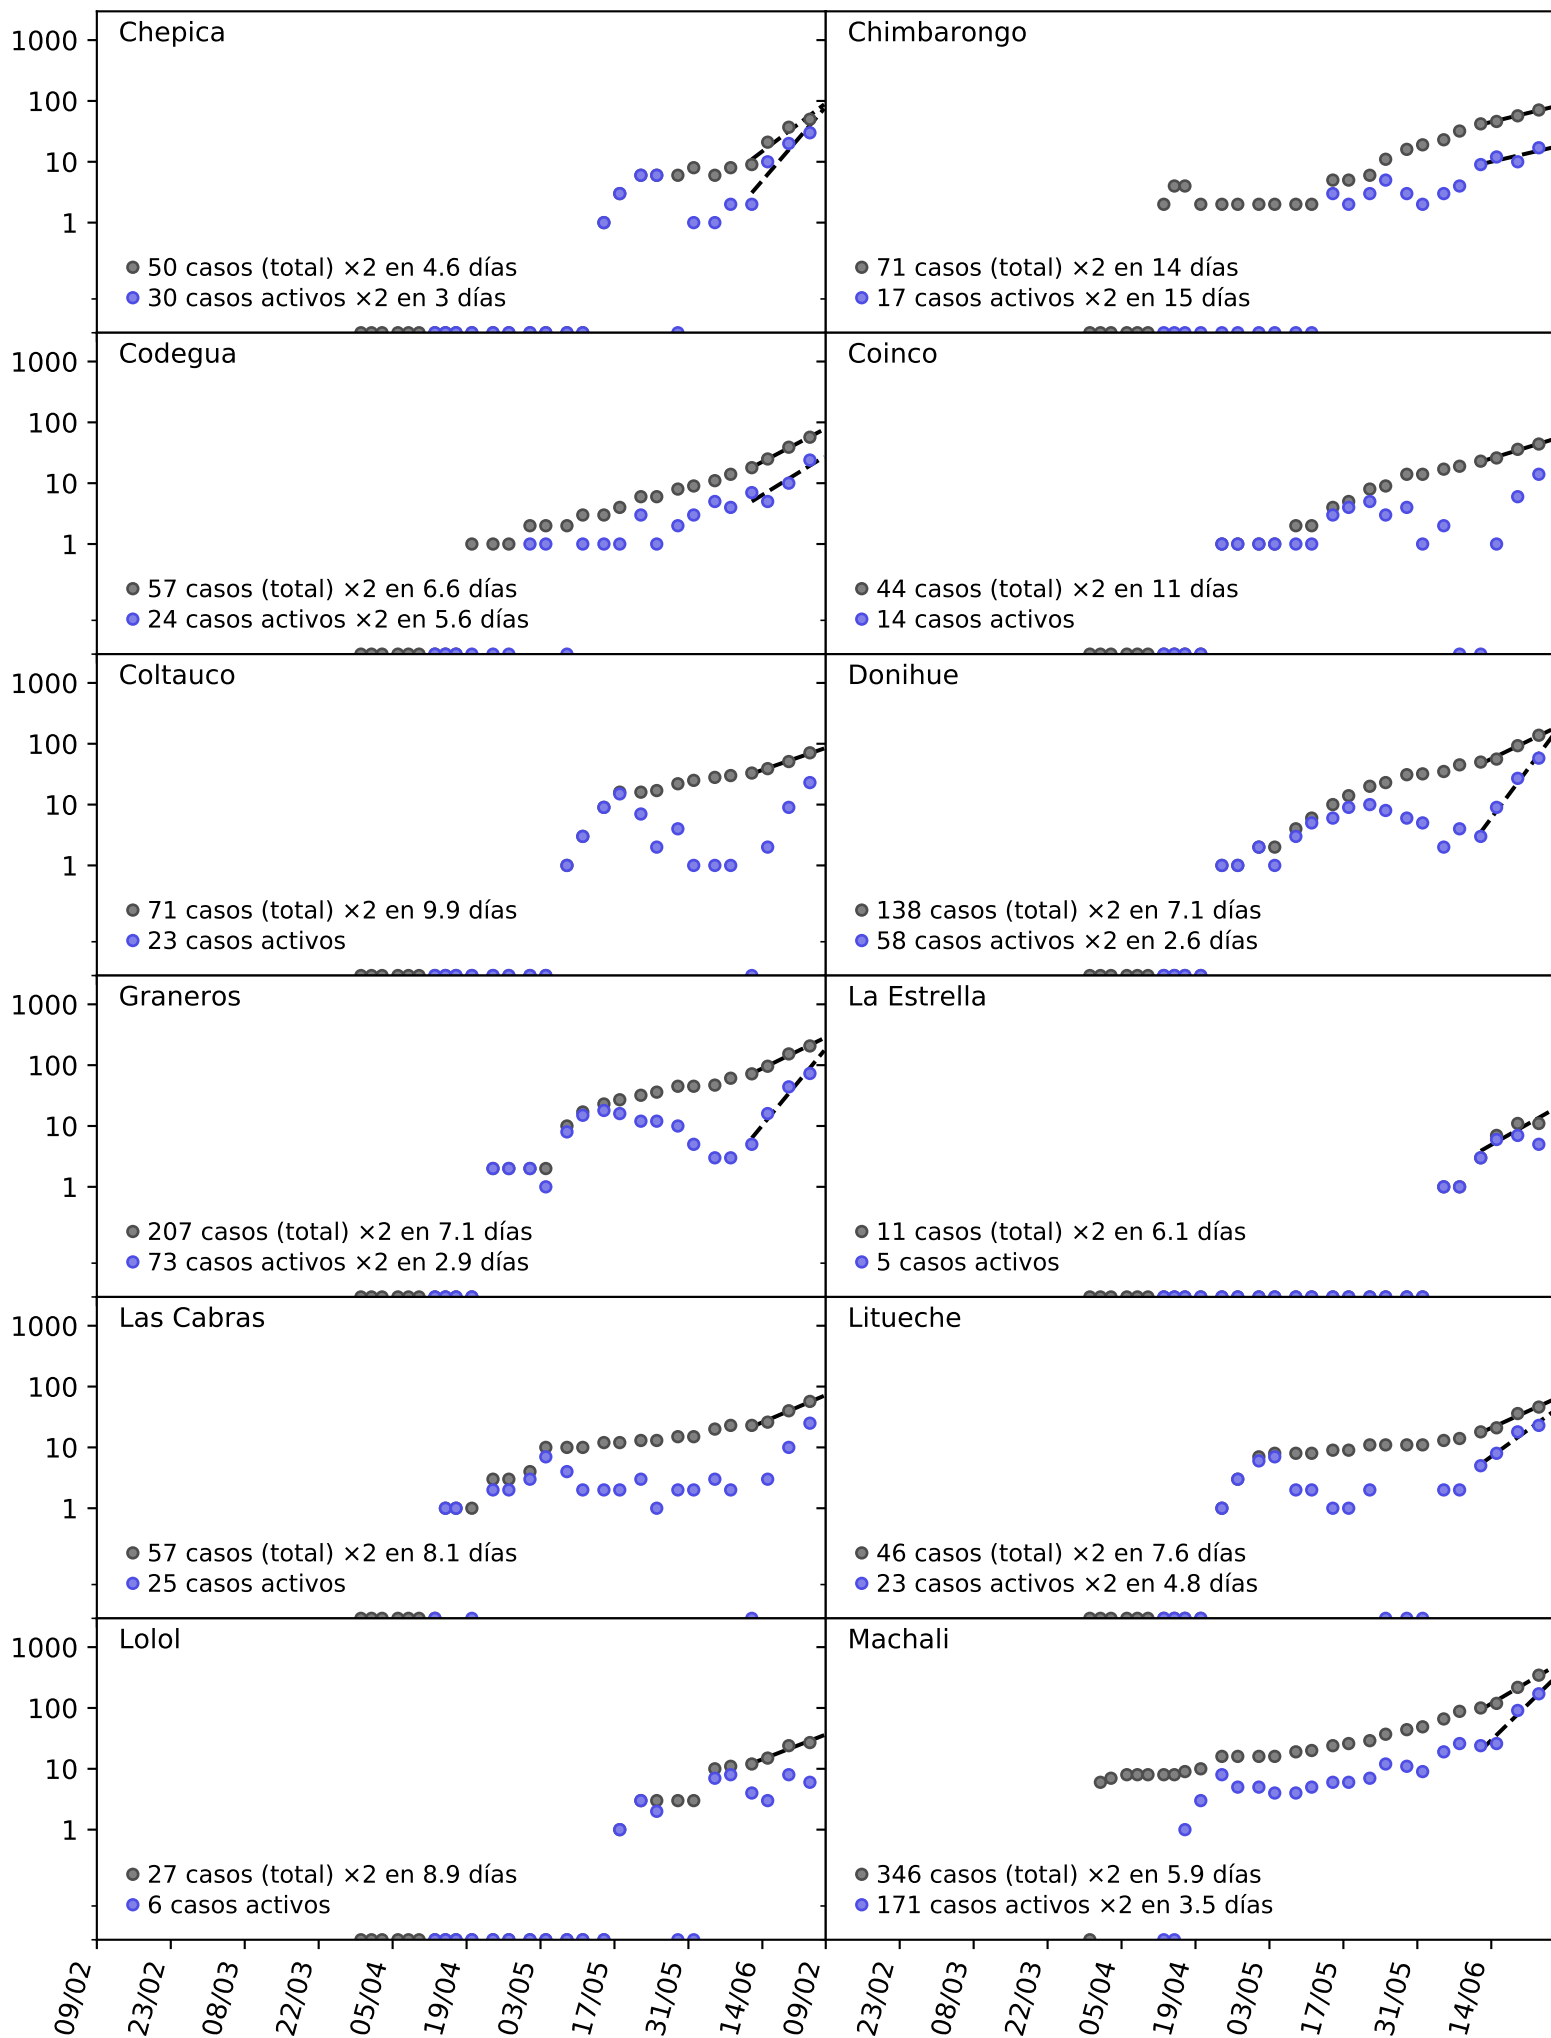 Chepica
Chimbarongo
1000
100
10
1
50 casos (total) ×2 en 4.6 días
30 casos activos ×2 en 3 días
71 casos (total) ×2 en 14 días
17 casos activos ×2 en 15 días
Codegua
Coinco
1000
100
10
1
57 casos (total) ×2 en 6.6 días
24 casos activos ×2 en 5.6 días
44 casos (total) ×2 en 11 días
14 casos activos
Coltauco
Donihue
1000
100
10
1
71 casos (total) ×2 en 9.9 días
23 casos activos
138 casos (total) ×2 en 7.1 días
58 casos activos ×2 en 2.6 días
Graneros
La Estrella
1000
100
10
1
207 casos (total) ×2 en 7.1 días
73 casos activos ×2 en 2.9 días
11 casos (total) ×2 en 6.1 días
5 casos activos
Las Cabras
Litueche
1000
100
10
1
57 casos (total) ×2 en 8.1 días
25 casos activos
46 casos (total) ×2 en 7.6 días
23 casos activos ×2 en 4.8 días
Lolol
Machali
1000
100
10
1
27 casos (total) ×2 en 8.9 días
6 casos activos
346 casos (total) ×2 en 5.9 días
171 casos activos ×2 en 3.5 días
09/02
23/02
08/03
22/03
05/04
19/04
03/05
17/05
31/05
14/06
09/02
23/02
08/03
22/03
05/04
19/04
03/05
17/05
31/05
14/06